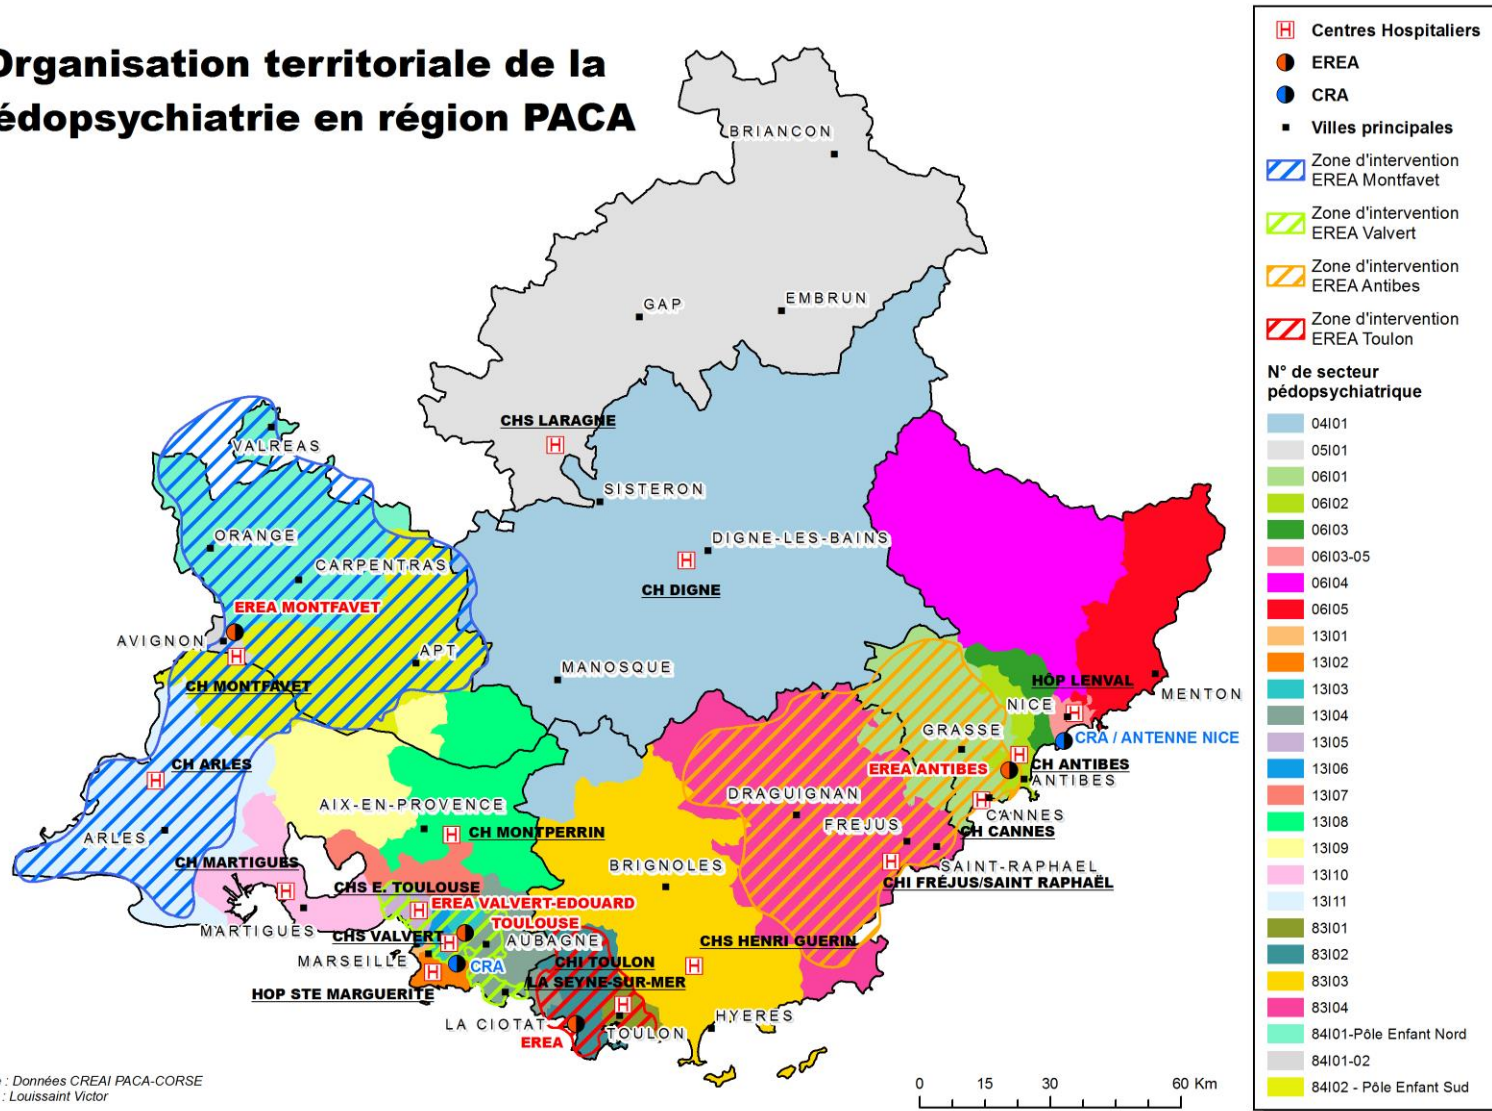 Organisation territoriale de la
édopsychiatrie en région PACA
BRIANCON
GAP
EMBRUN
CHS LARAGNE
SISTERON
DIGNE-LES-BAINS
CH DIGNE
MANOSQUE
VALREAS
ORANGE
CARPENTRAS
EREA MONTFAVET
AVIGNON
APT
CH MONTFAVET
CH ARLES
ARLES
AIX-EN-PROVENCE
CH MONTPERRIN
CH MARTIGUES
MARTIGUES
CHS E. TOULOUSE
EREA VALVERT-EDOUARD
TOULOUSE
CHS VALVERT
AUBAGNE
MARSEILLE
CRA
HOP STE MARGUERITE
CHI TOULON
LA SEYNE-SUR-MER
LA CIOTAT
EREA
TOULON
HYERES
BRIGNOLES
CHS HENRI GUERIN
DRAGUIGNAN
FREJUS
SAINT-RAPHAEL
CHI FRÉJUS/SAINT RAPHAËL
GRASSE
EREA ANTIBES
CH ANTIBES
ANTIBES
CANNES
CH CANNES
HÔP LENVAL
NICE
MENTON
CRA / ANTENNE NICE
: Données CREAI PACA-CORSE
: Louissaint Victor
0 15 30 60 Km
Centres Hospitaliers
EREA
CRA
Villes principales
Zone d'intervention
EREA Montfavet
Zone d'intervention
EREA Valvert
Zone d'intervention
EREA Antibes
Zone d'intervention
EREA Toulon
N° de secteur
pédopsychiatrique
04I01
05I01
06I01
06I02
06I03
06I03-05
06I04
06I05
13I01
13I02
13I03
13I04
13I05
13I06
13I07
13I08
13I09
13I10
13I11
83I01
83I02
83I03
83I04
84I01-Pôle Enfant Nord
84I01-02
84I02 - Pôle Enfant Sud